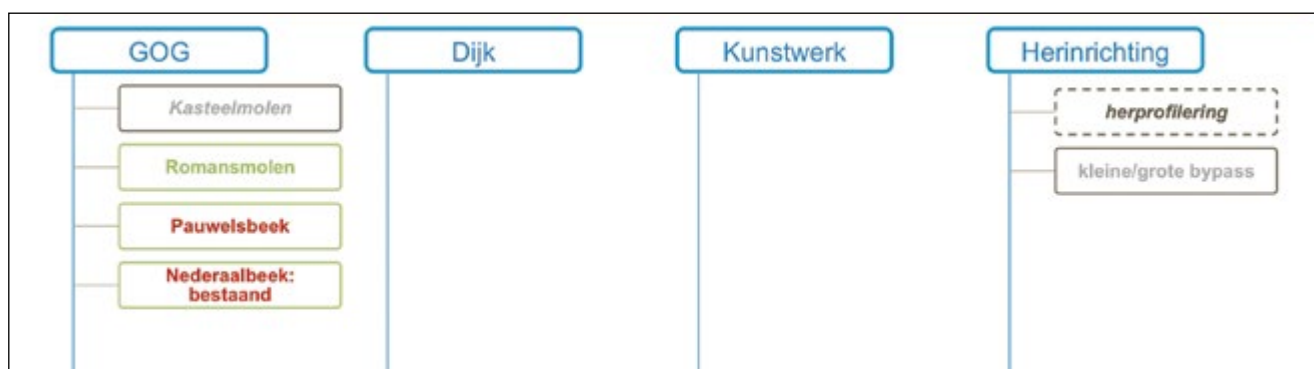 GOG
Dijk
Kunstwerk
Herinrichting
Kasteelmolen
Romansmolen
Pauwelsbeek
Nederaalbeek:
bestaand
herprofilering
kleine/grote bypass